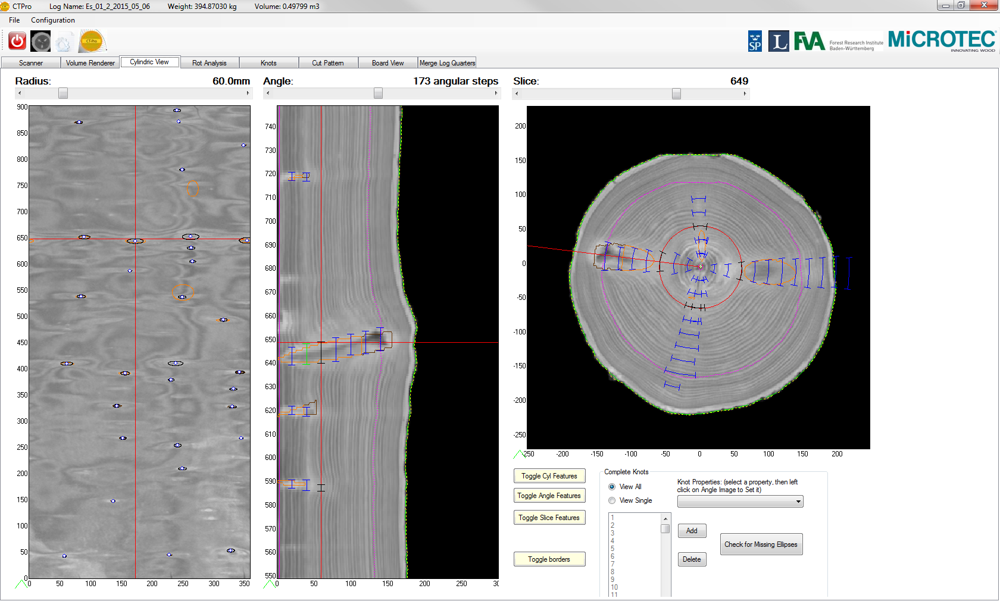 CTPro Log Name: Es_01_2_2015_05_06 Weight: 394.87030 kg Volume: 0.49799 m3
File Configuration
CT-Pro
SP L FVA Forest Research Institute
Baden-Württemberg
MiCROTEC
INNOVATING WOOD
Scanner Volume Renderer Cylindric View Rot Analysis Knots Cut Pattern Board View Merge Log Quarters
Radius: 60.0mm Angle: 173 angular steps Slice: 649
900
850
800
750
700
650
600
550
500
450
400
350
300
250
200
150
100
50
0
0 50 100 150 200 250 300 350
740
730
720
710
700
690
680
670
660
650
640
630
620
610
600
590
580
570
560
550
0 50 100 150 200 250 30
200
150
100
50
0
-50
-100
-150
-200
-250
-250 -200 -150 -100 -50 0 50 100 150 200
Toggle Cyl Features
Toggle Angle Features
Toggle Slice Features
Toggle borders
Complete Knots
View All
View Single
Knot Properties: (select a property, then left
click on Angle Image to Set it)
1
2
3
4
5
6
7
8
9
10
11
Add
Delete
Check for Missing Ellipses